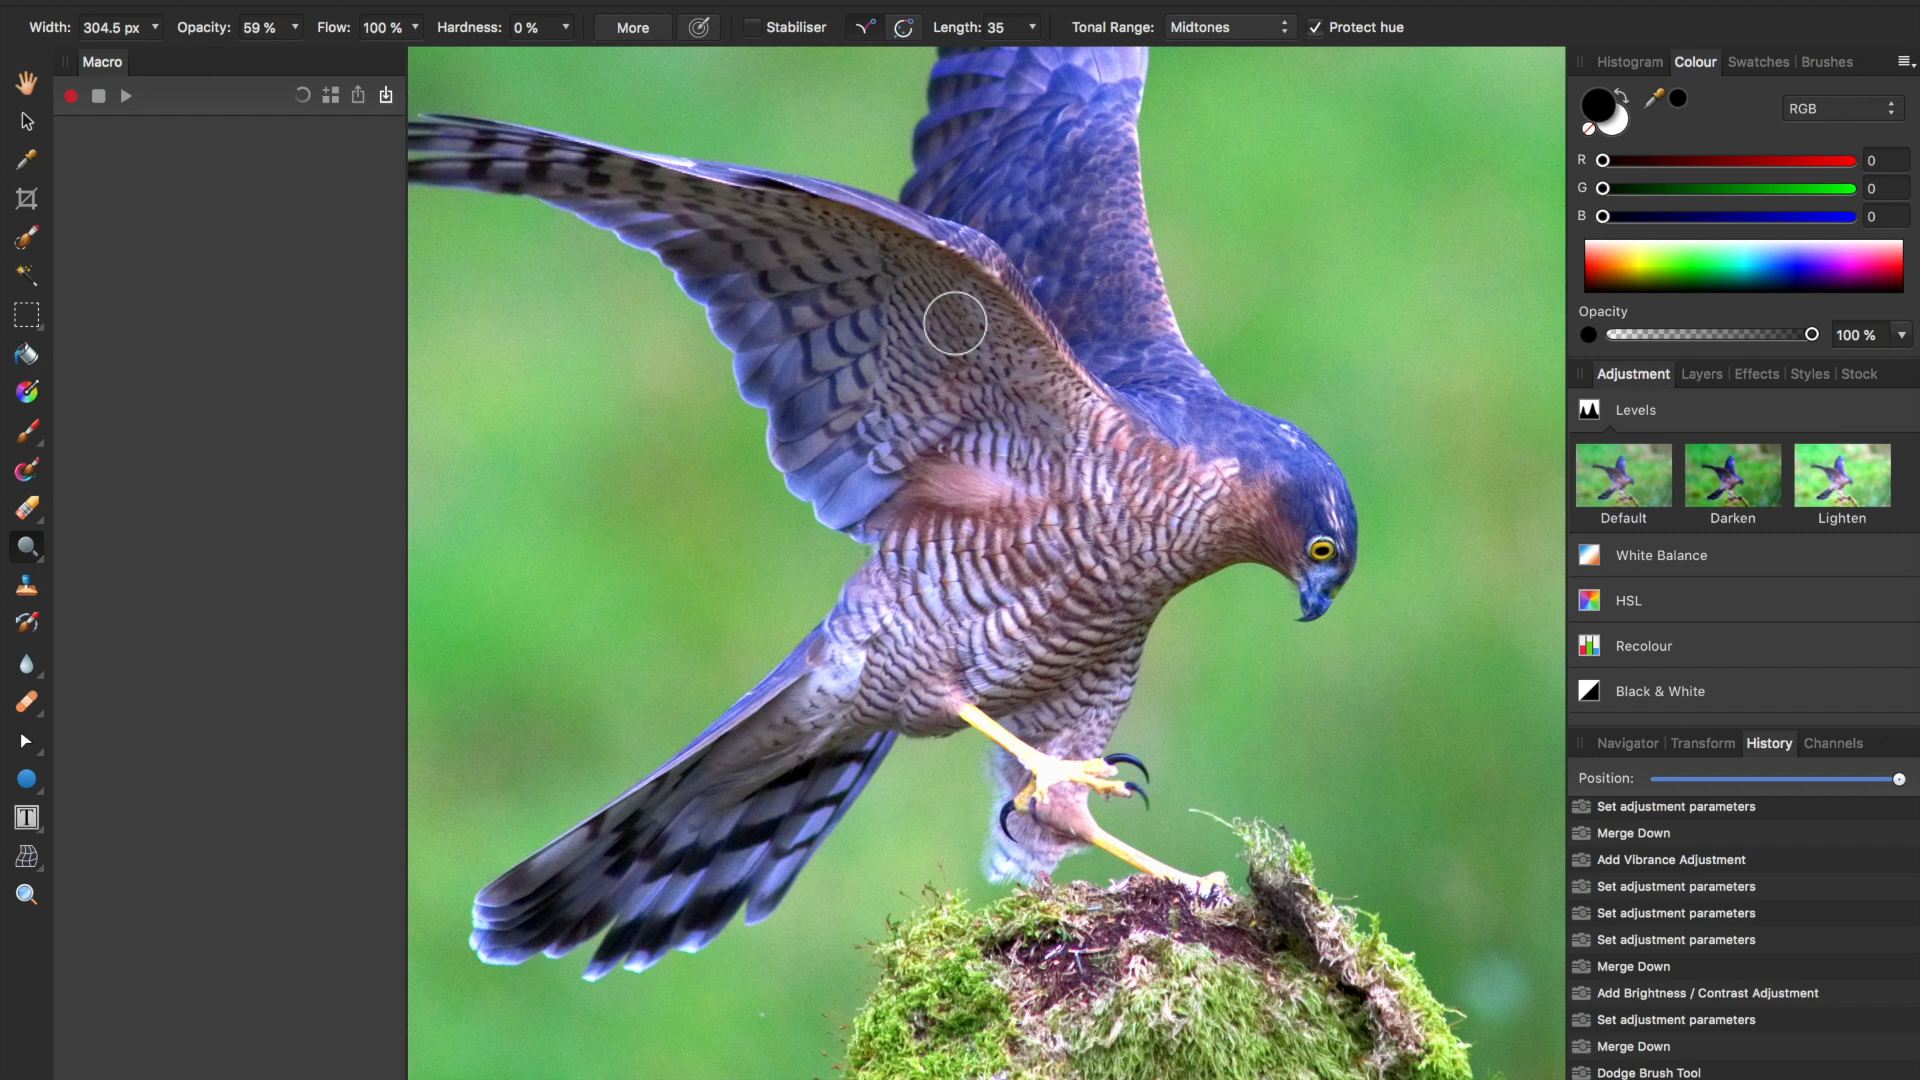 Width: 304.5 px Opacity: 59 % Flow: 100 % Hardness: 0 % More Stabiliser Length: 35 Tonal Range: Midtones Protect hue
Macro
Histogram Colour Swatches Brushes
RGB
R 0
G 0
B 0
Opacity
100 %
Adjustment Layers Effects Styles Stock
Levels
Default Darken Lighten
White Balance
HSL
Recolour
Black & White
Navigator Transform History Channels
Position:
Set adjustment parameters
Merge Down
Add Vibrance Adjustment
Set adjustment parameters
Set adjustment parameters
Set adjustment parameters
Merge Down
Add Brightness / Contrast Adjustment
Set adjustment parameters
Merge Down
Dodge Brush Tool
T